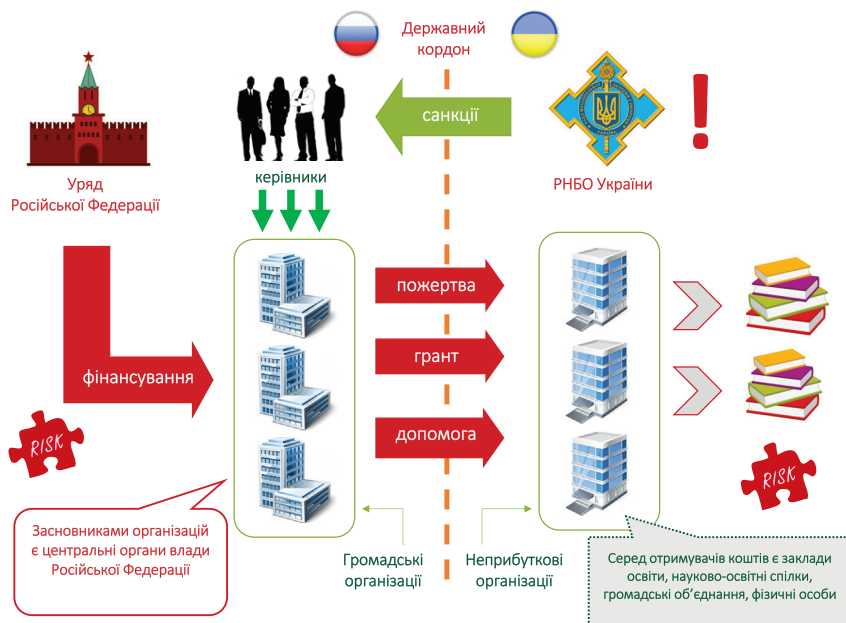 Державний
кордон
санкції
Уряд
Російської Федерації
керівники
РНБО України
пожертва
грант
допомога
фінансування
RISK
RISK
Засновниками організацій
є центральні органи влади
Російської Федерації
Громадські
організації
Неприбуткові
організації
Серед отримувачів коштів є заклади
освіти, науково-освітні спілки,
громадські об’єднання, фізичні особи